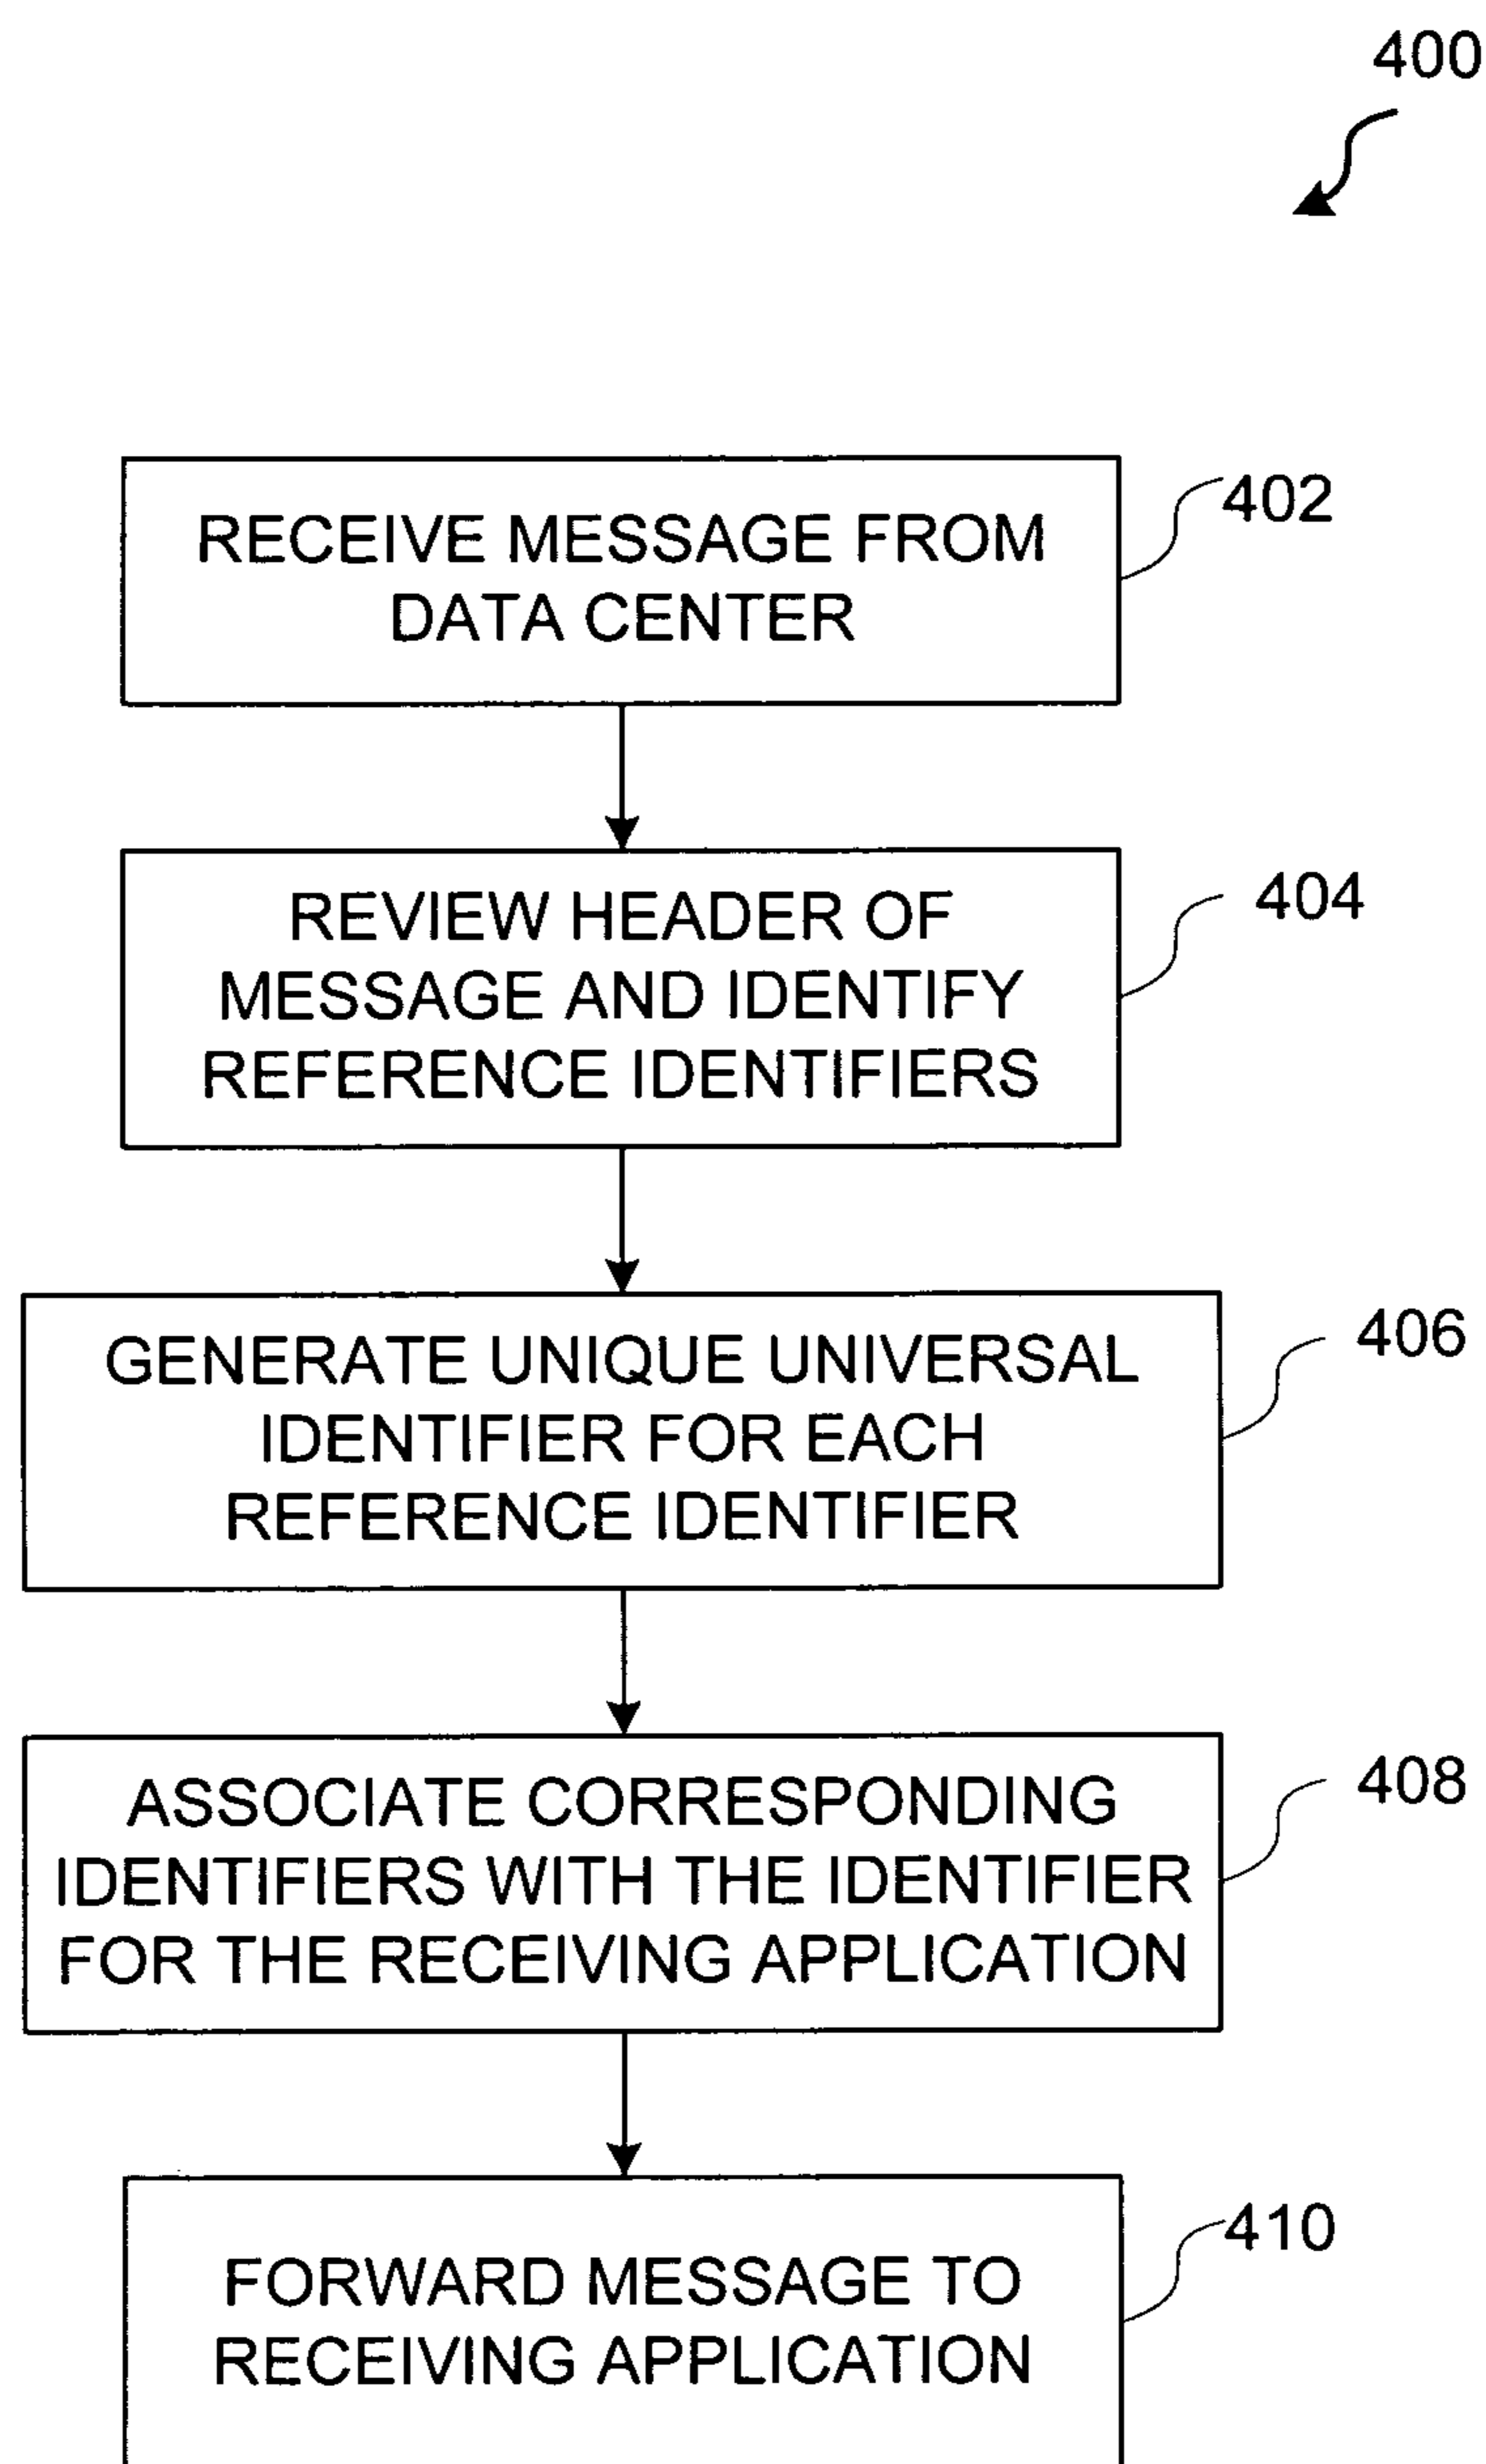 400
RECEIVE MESSAGE FROM
DATA CENTER
402
REVIEW HEADER OF
MESSAGE AND IDENTIFY
REFERENCE IDENTIFIERS
404
GENERATE UNIQUE UNIVERSAL
IDENTIFIER FOR EACH
REFERENCE IDENTIFIER
406
ASSOCIATE CORRESPONDING
IDENTIFIERS WITH THE IDENTIFIER
FOR THE RECEIVING APPLICATION
408
FORWARD MESSAGE TO
RECEIVING APPLICATION
410